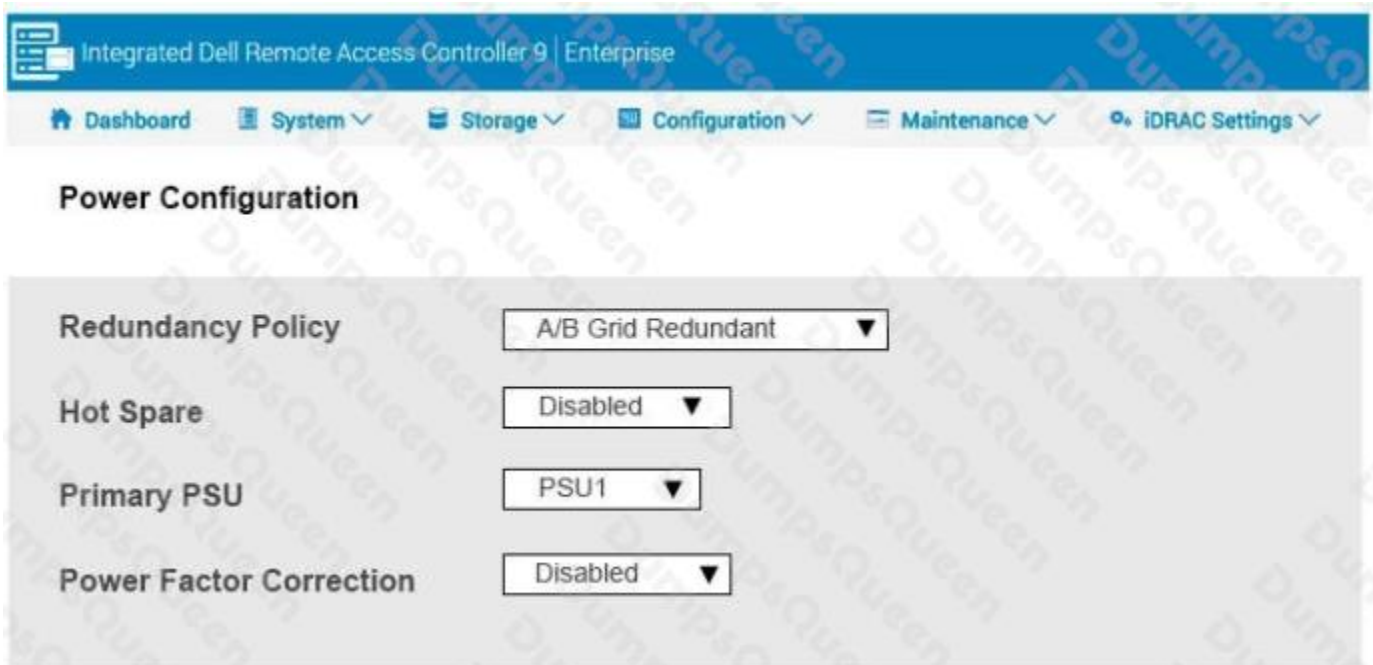 Integrated Dell Remote Access Controller 9 | Enterprise
Dashboard System Storage Configuration Maintenance iDRAC Settings
Power Configuration
Redundancy Policy A/B Grid Redundant
Hot Spare Disabled
Primary PSU PSU1
Power Factor Correction Disabled
DumpsQueen